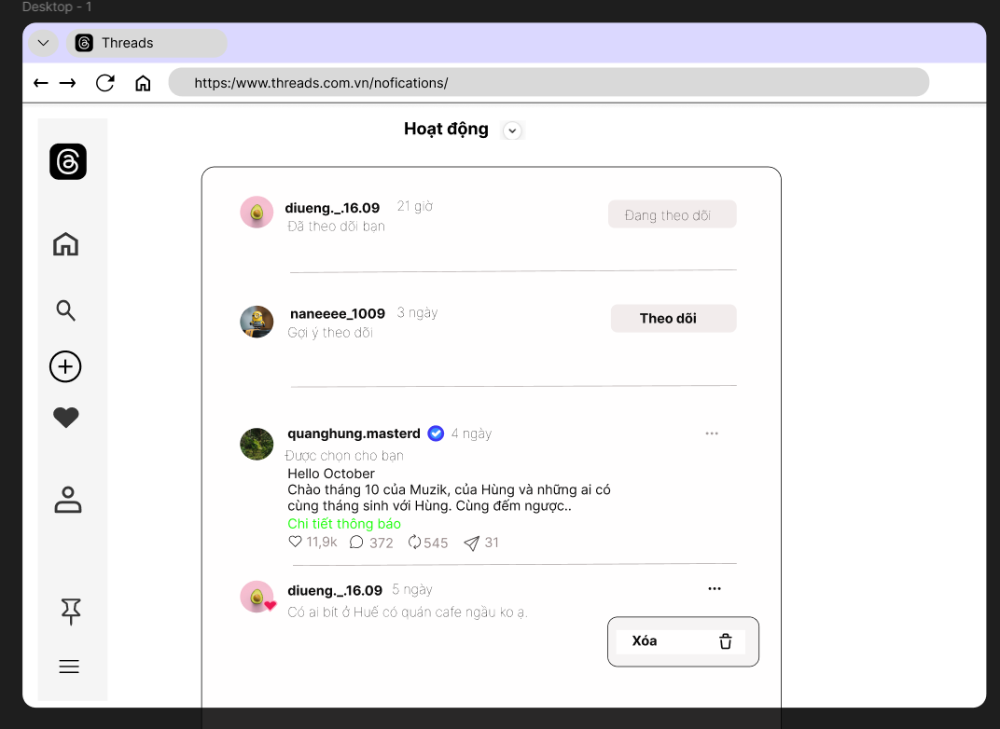 Desktop - 1
Threads
https:/www.threads.com.vn/nofications/
Hoạt động
diueng._.16.09 21 giờ
Đã theo dõi bạn
Đang theo dõi
naneeee_1009 3 ngày
Gợi ý theo dõi
Theo dõi
quanghung.masterd 4 ngày
Được chọn cho bạn
Hello October
Chào tháng 10 của Muzik, của Hùng và những ai có
cùng tháng sinh với Hùng. Cùng đếm ngược..
Chi tiết thông báo
11,9k 372 545 31
diueng._.16.09 5 ngày
Có ai bít ở Huế có quán cafe ngầu ko ạ.
Xóa